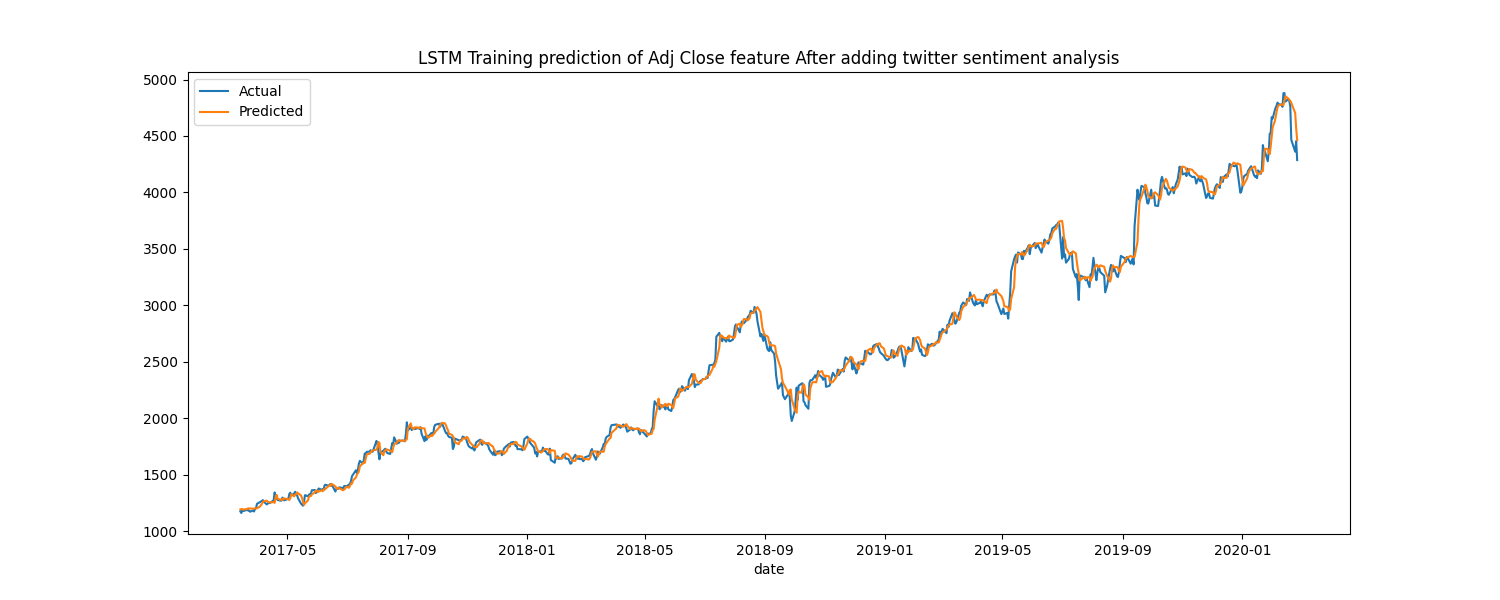 LSTM Training prediction of Adj Close feature After adding twitter sentiment analysis
Actual
Predicted
5000
4500
4000
3500
3000
2500
2000
1500
1000
2017-05 2017-09 2018-01 2018-05 2018-09 2019-01 2019-05 2019-09 2020-01
date